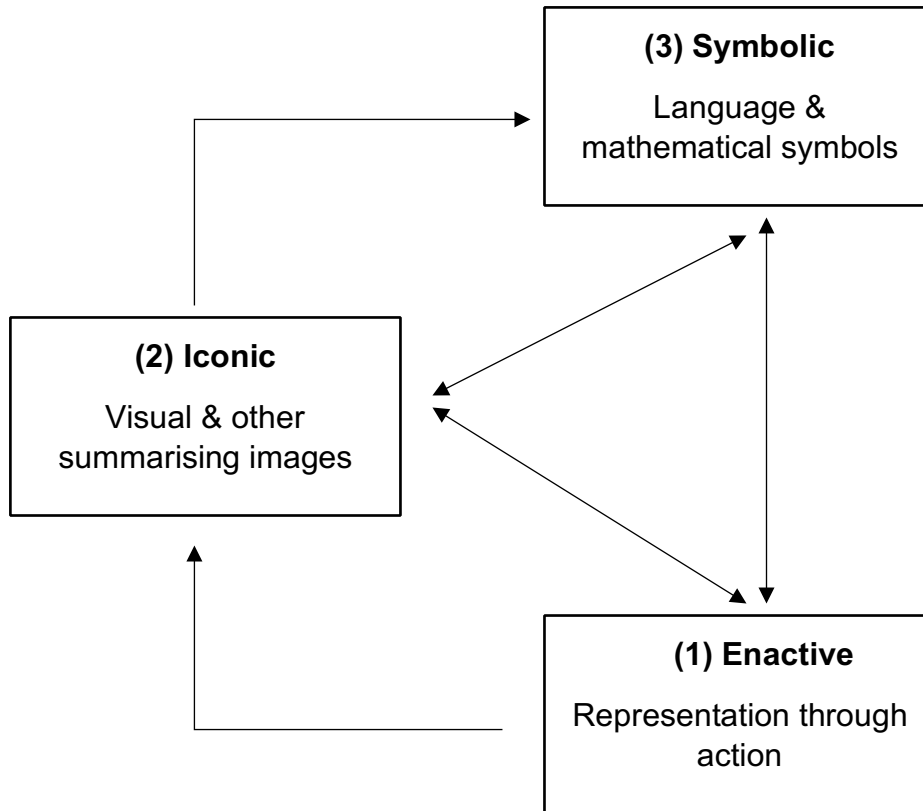 (3) Symbolic
Language &
mathematical symbols
(2) Iconic
Visual & other
summarising images
(1) Enactive
Representation through
action